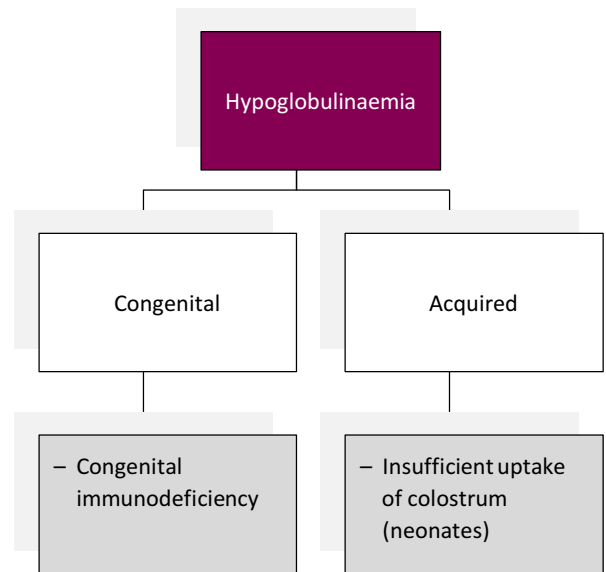 Hypoglobulinaemia
Congenital
Acquired
– Congenital
immunodeficiency
– Insufficient uptake
of colostrum
(neonates)